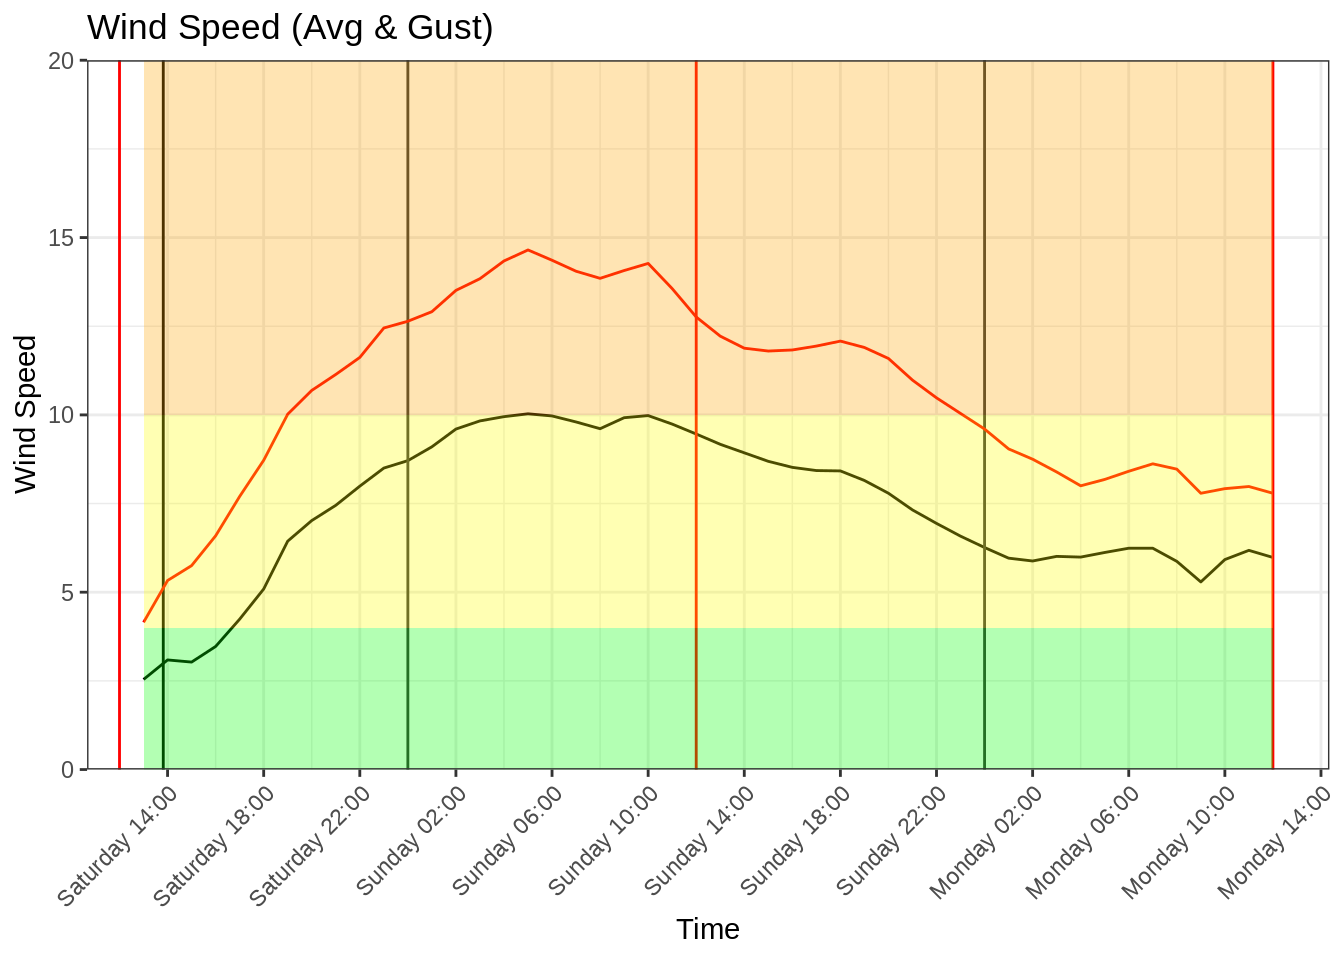 Wind Speed (Avg & Gust)
20
15
10
5
0
Wind Speed
Saturday 14:00
Saturday 18:00
Saturday 22:00
Sunday 02:00
Sunday 06:00
Sunday 10:00
Sunday 14:00
Sunday 18:00
Sunday 22:00
Monday 02:00
Monday 06:00
Monday 10:00
Monday 14:00
Time